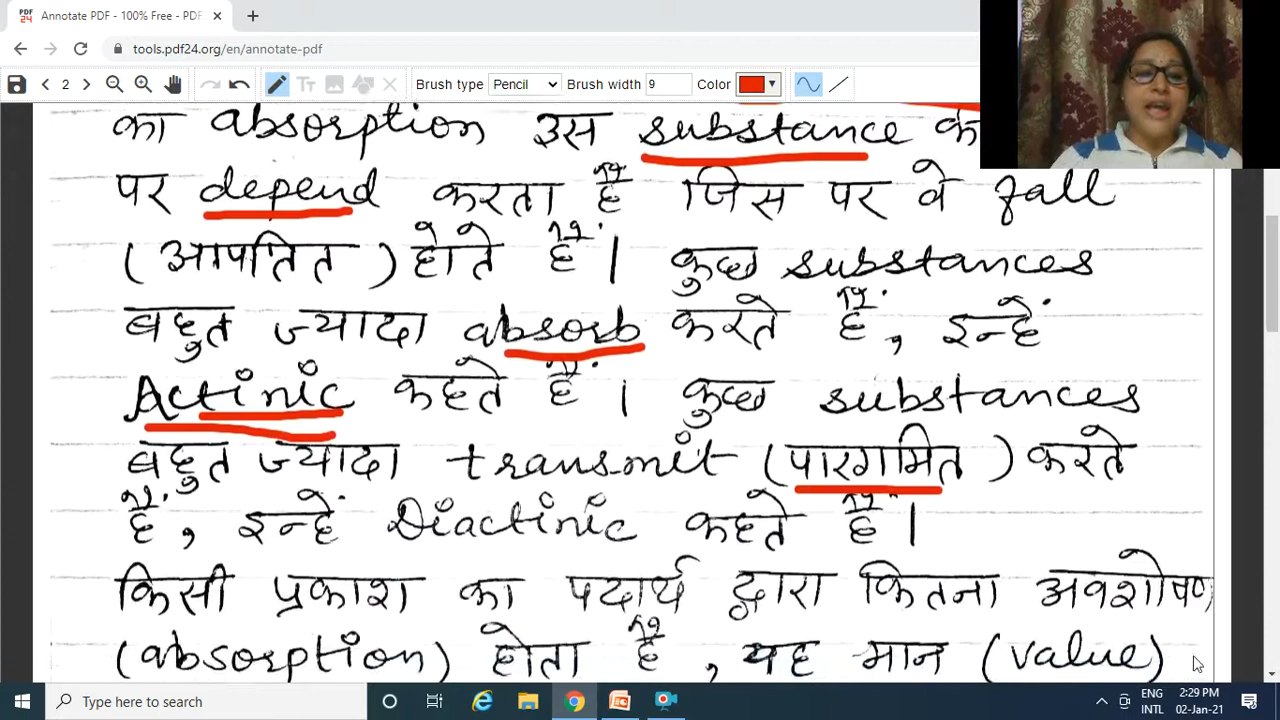 PDF 24 Annotate PDF - 100% Free - PDF
tools.pdf24.org/en/annotate-pdf
2 Brush type Pencil Brush width 9 Color
का absorption उस substance के
पर depend करता है जिस पर वे fall
(आपतित) होते हैं। कुछ substances
बहुत ज्यादा absorb करते हैं, इन्हें
Actinic कहते हैं। कुछ substances
बहुत ज्यादा transmit (पारगमित) करते
हैं, इन्हें Diactinic कहते हैं।
किसी प्रकाश का पदार्थ द्वारा कितना अवशोषण
(absorption) होता है, यह मान (value)
Type here to search
ENG 2:29 PM
INTL 02-Jan-21